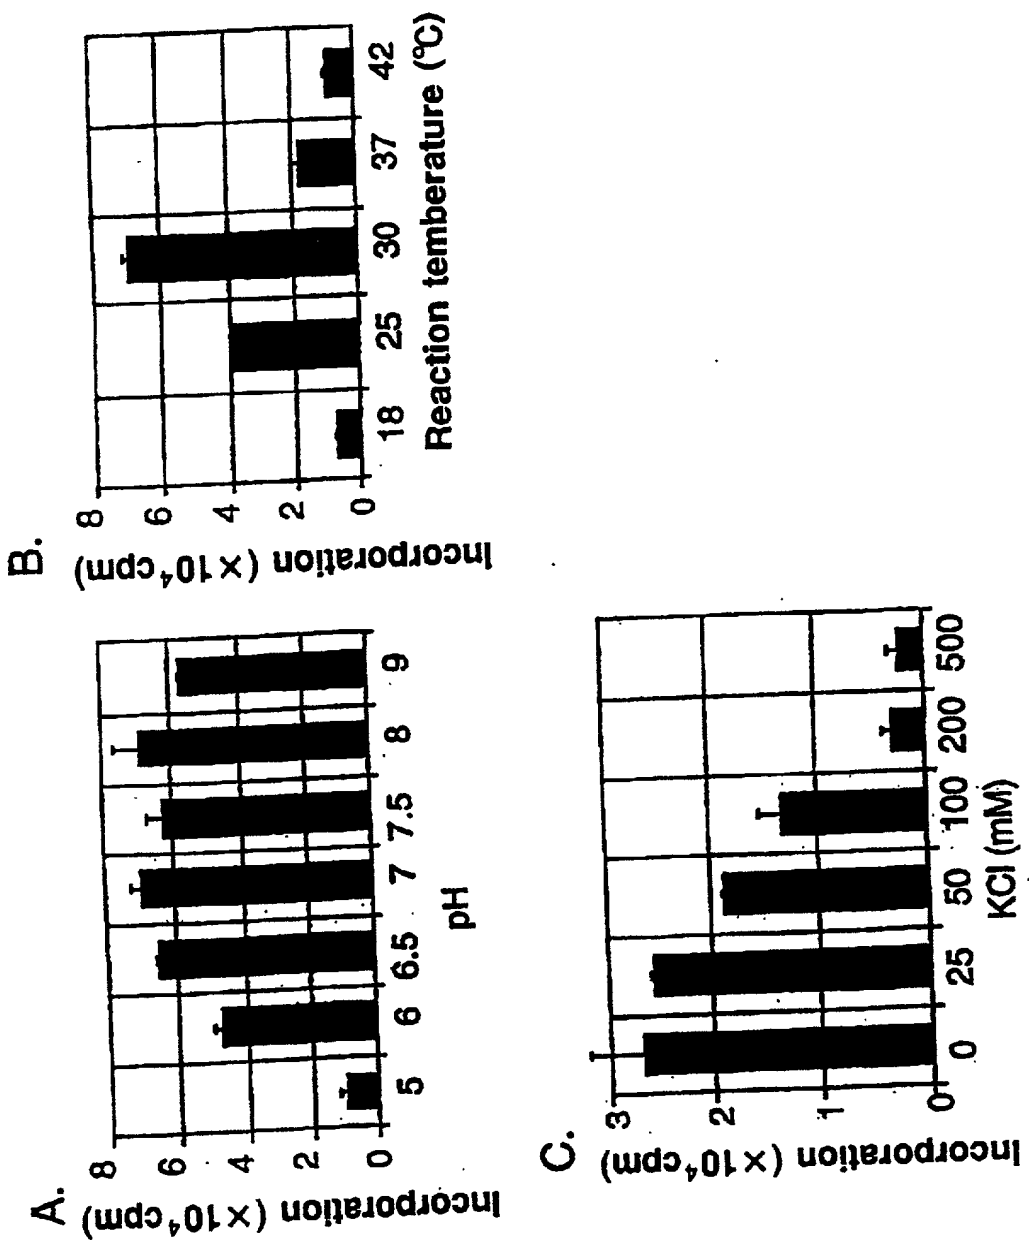 A.
Incorporation (×10⁴cpm)
8
6
4
2
0
5 6 6.5 7 7.5 8 9
pH
B.
Incorporation (×10⁴cpm)
8
6
4
2
0
18 25 30 37 42
Reaction temberature (℃)
C.
Incorporation (×10⁴cpm)
3
2
1
0
0 25 50 100 200 500
KCl (mM)